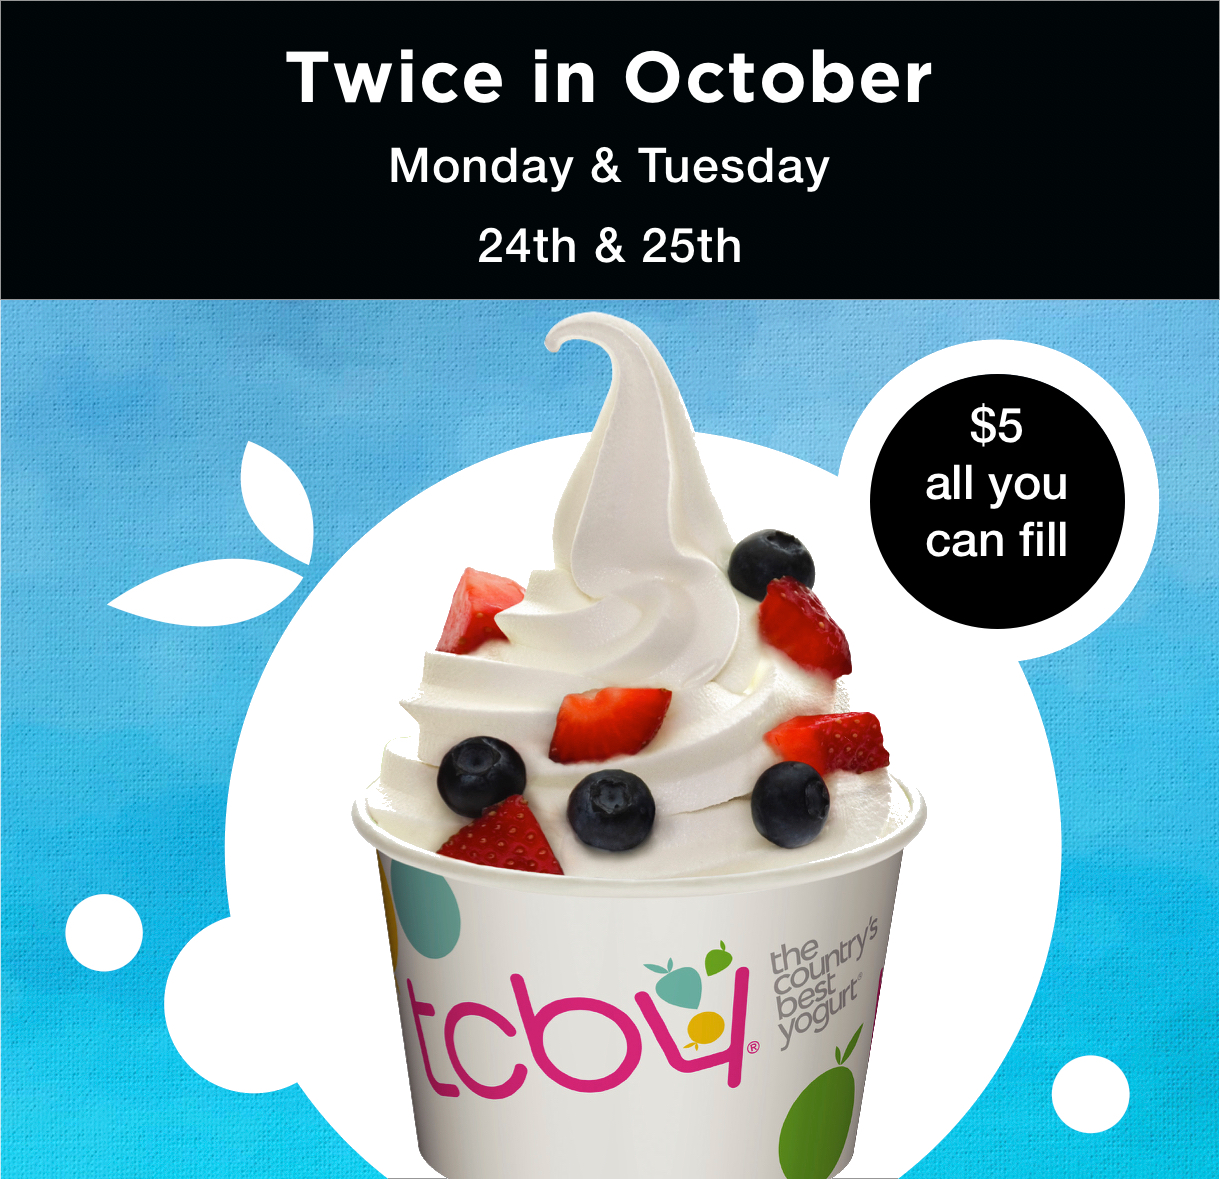 Twice in October
Monday & Tuesday
24th & 25th
$5
all you
can fill
tcby®
the
country's
best
yogurt®